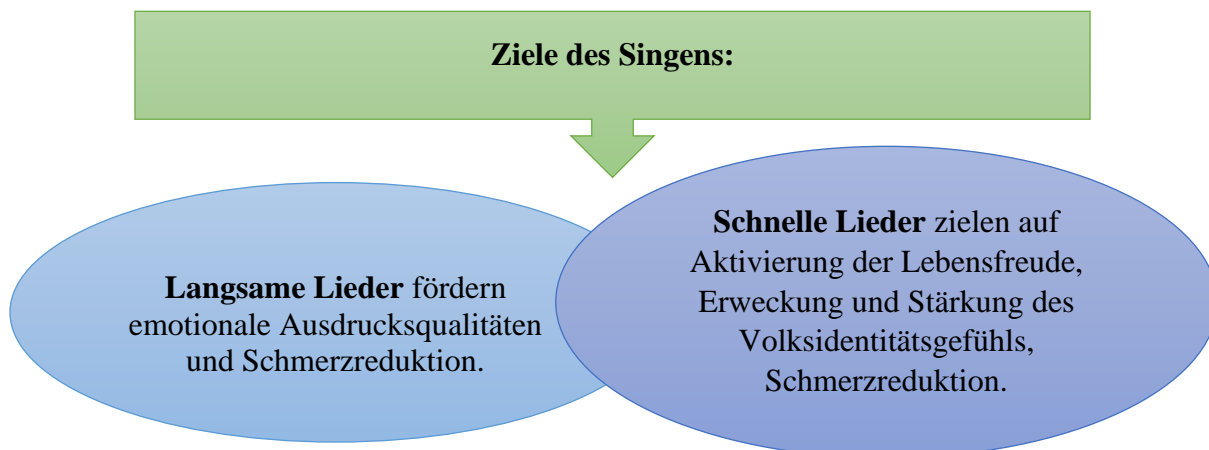 Ziele des Singens:
Langsame Lieder fördern
emotionale Ausdrucksqualitäten
und Schmerzreduktion.
Schnelle Lieder zielen auf
Aktivierung der Lebensfreude,
Erweckung und Stärkung des
Volksidentitätsgefühls,
Schmerzreduktion.